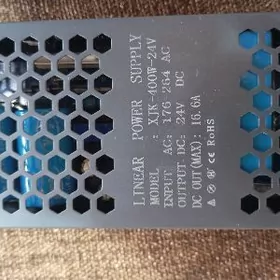 LINEAR POWER SUPPLY
MODEL : XJK-400W-24V
INPUT AC: 176 264 AC
OUTPUT DC: 24V DC
DC OUT(MAX): 16.6A
CE RoHS